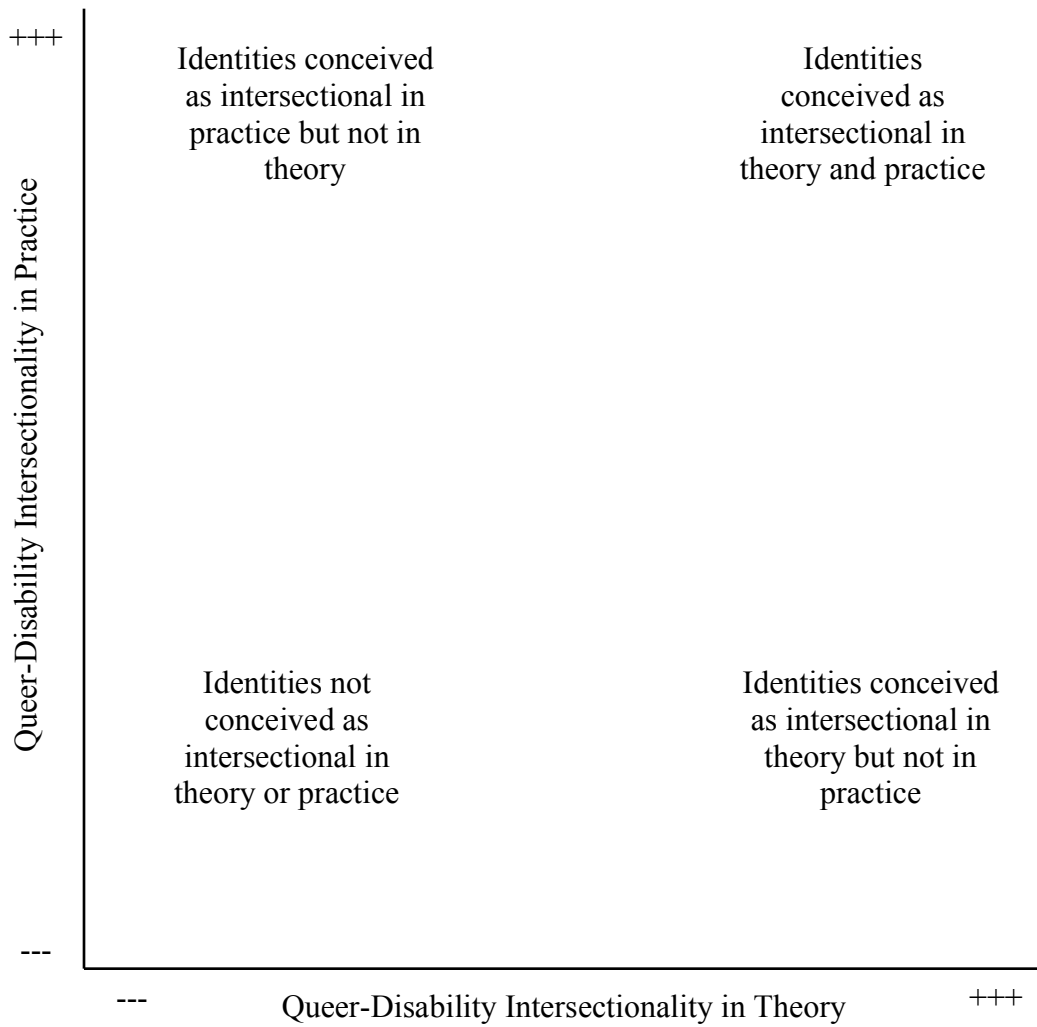 +++
Identities conceived
as intersectional in
practice but not in
theory
Identities
conceived as
intersectional in
theory and practice
Queer-Disability Intersectionality in Practice
Identities not
conceived as
intersectional in
theory or practice
Identities conceived
as intersectional in
theory but not in
practice
---
---
Queer-Disability Intersectionality in Theory
+++